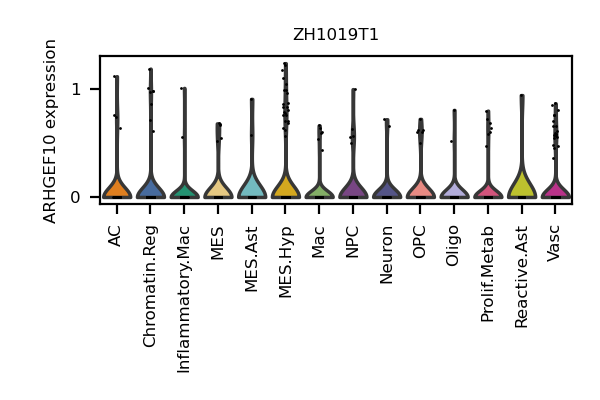 ZH1019T1
ARHGEF10 expression
1
0
AC
Chromatin.Reg
Inflammatory.Mac
MES
MES.Ast
MES.Hyp
Mac
NPC
Neuron
OPC
Oligo
Prolif.Metab
Reactive.Ast
Vasc